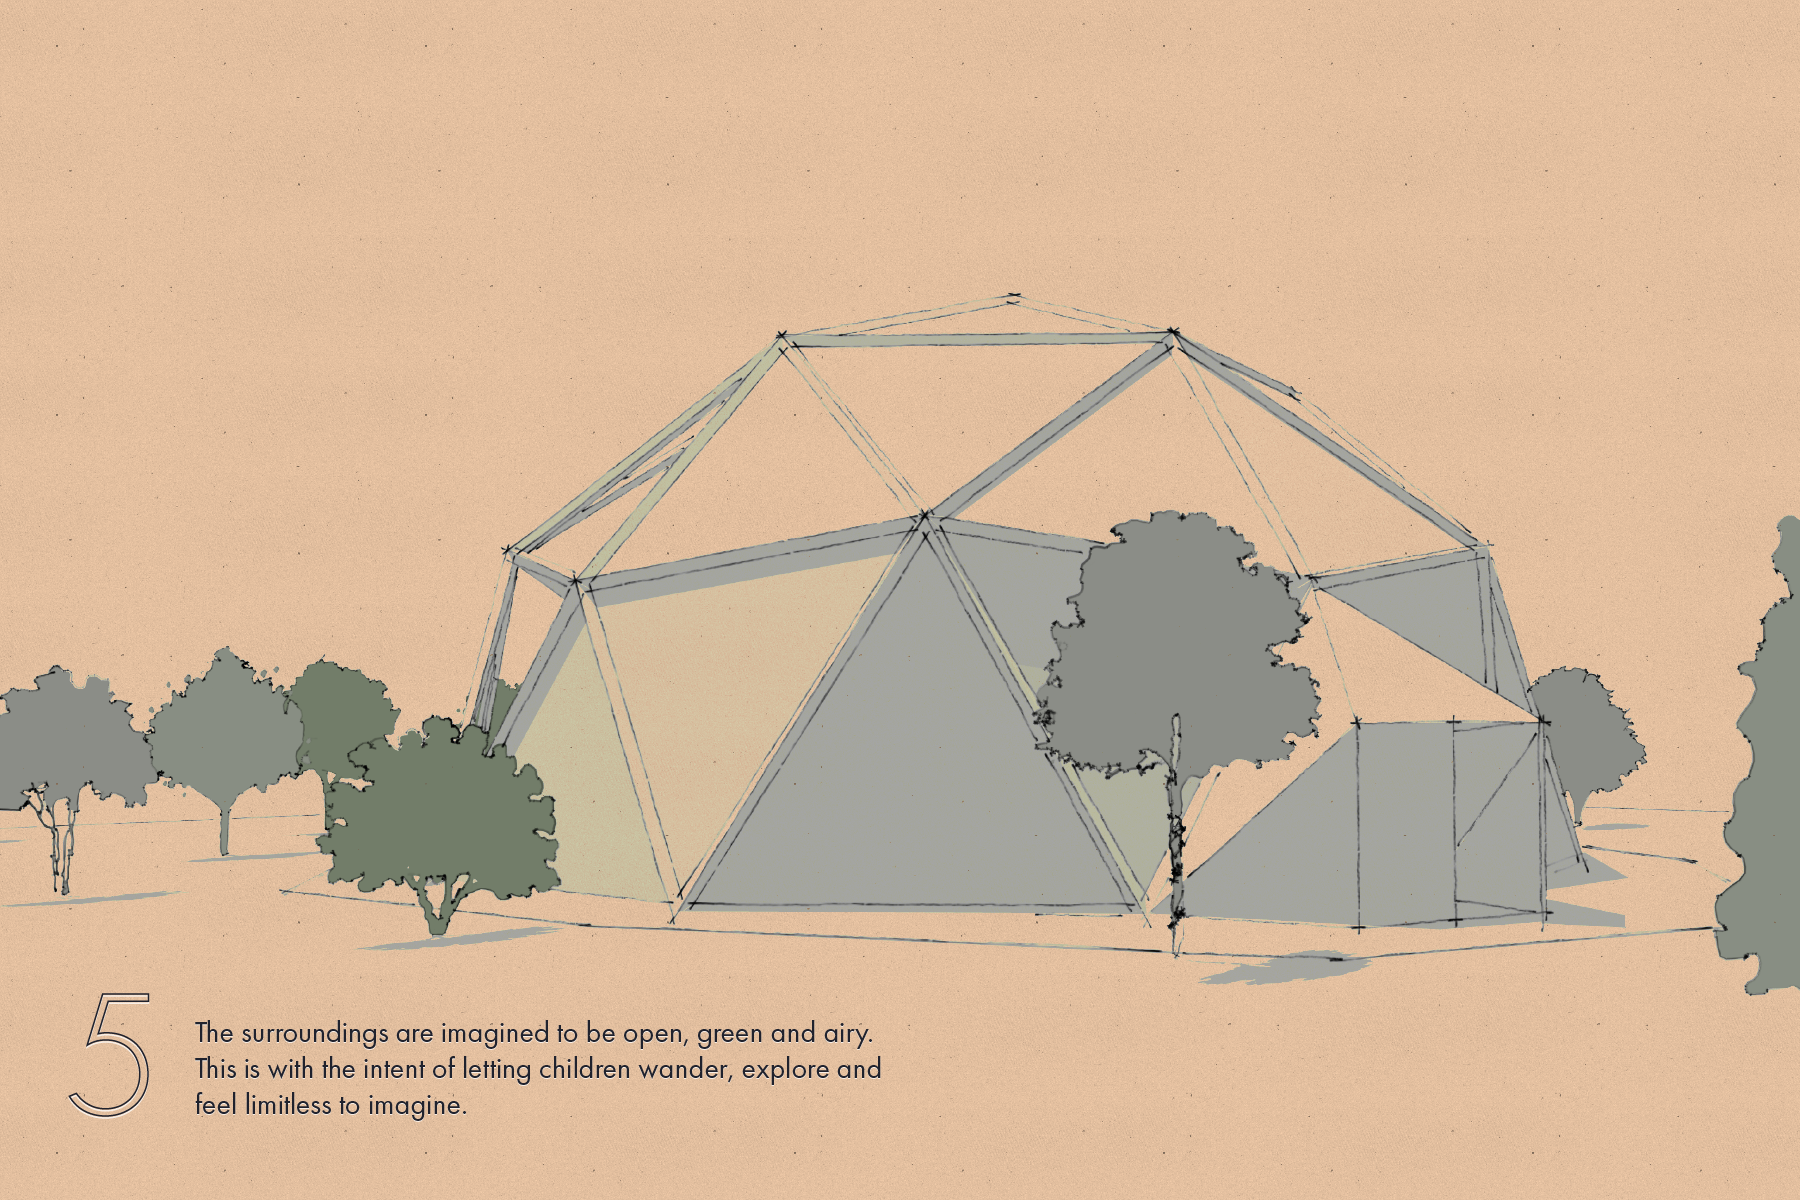 5
The surroundings are imagined to be open, green and airy.
This is with the intent of letting children wander, explore and
feel limitless to imagine.